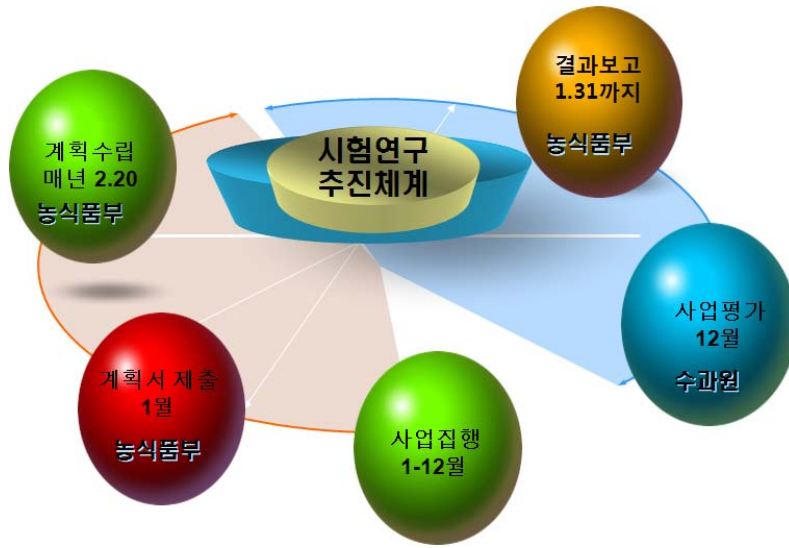 시험연구
추진체계
계획수립
매년 2.20
농식품부
계획서 제출
1월
농식품부
사업집행
1-12월
사업평가
12월
수과원
결과보고
1.31까지
농식품부